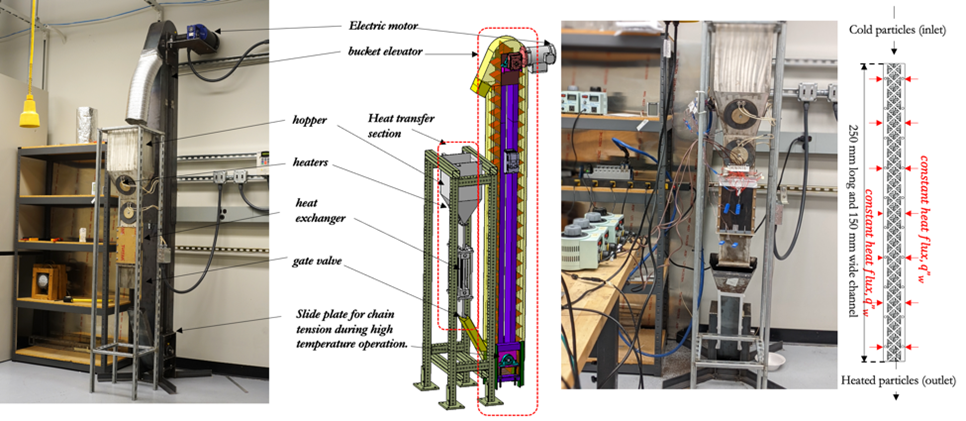 Electric motor
bucket elevator
hopper
Heat transfer
section
heaters
heat
exchanger
gate valve
Slide plate for chain
tension during high
temperature operation.
Cold particles (inlet)
250 mm long and 150 mm wide channel
constant heat flux, q"w
constant heat flux, q"w
Heated particles (outlet)